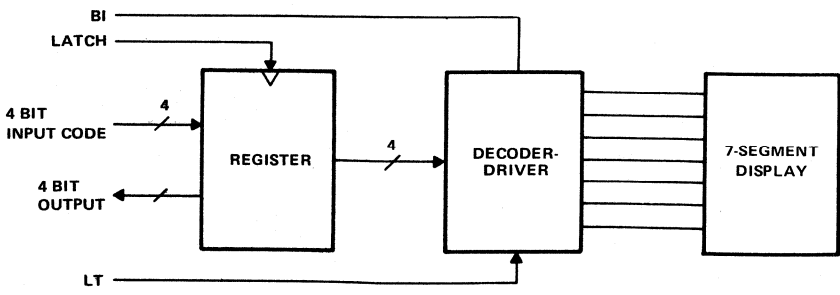 BI
LATCH
4
4 BIT
INPUT CODE
REGISTER
4 BIT
OUTPUT
4
DECODER-
DRIVER
7-SEGMENT
DISPLAY
LT